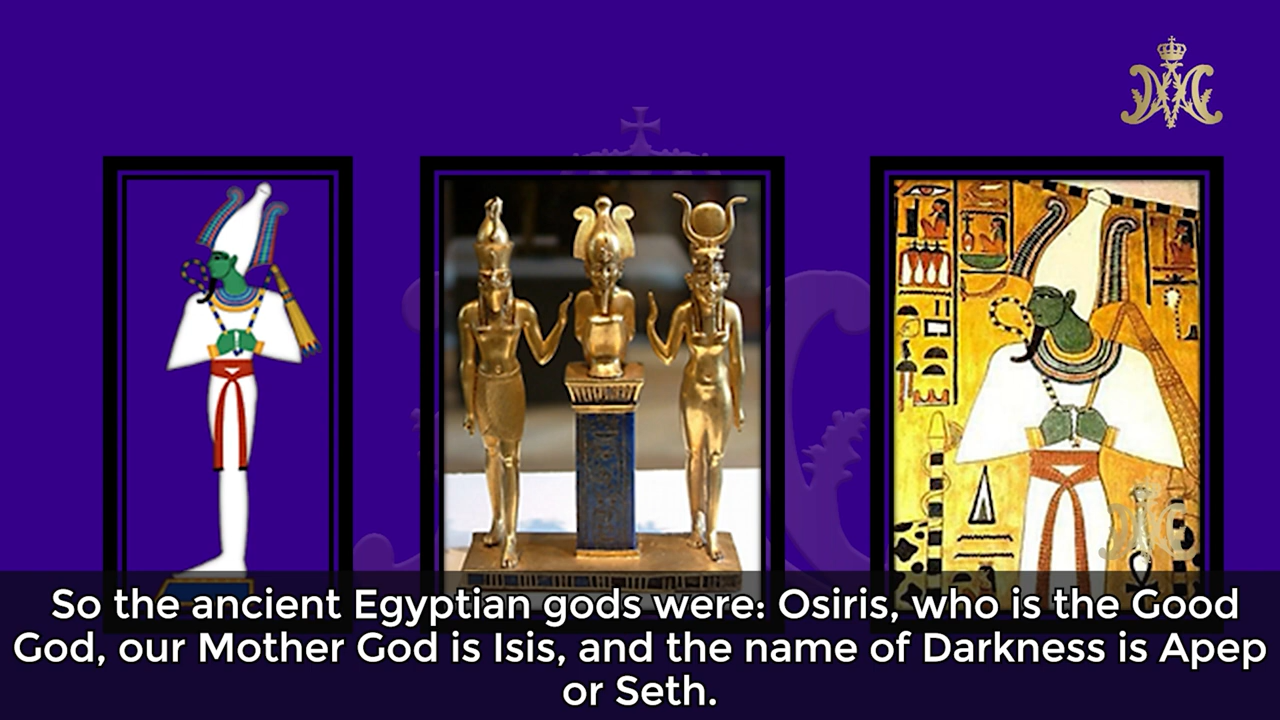 So the ancient Egyptian gods were: Osiris, who is the Good
God, our Mother God is Isis, and the name of Darkness is Apep
or Seth.